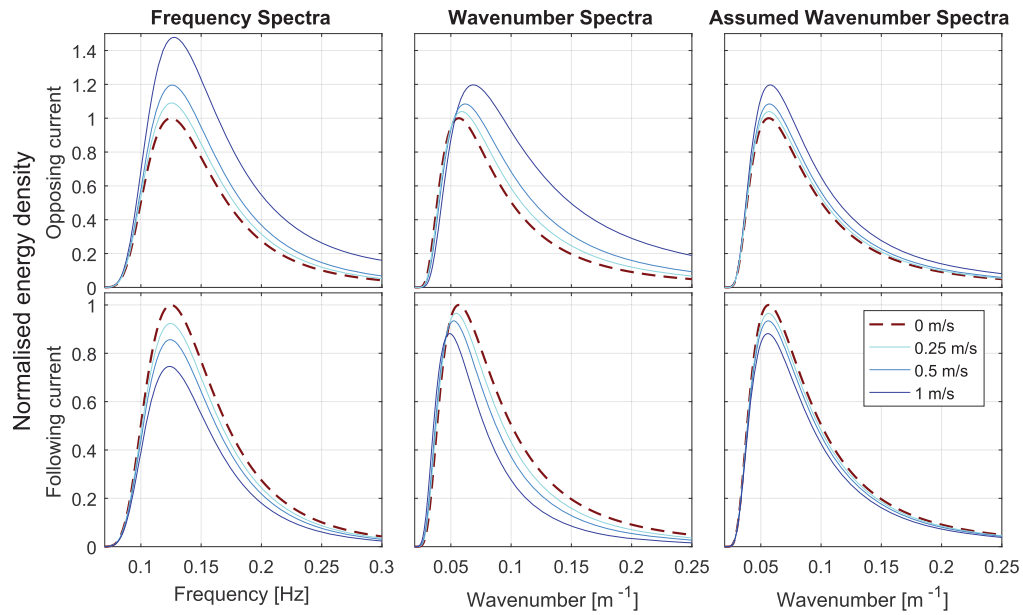 Frequency Spectra
Wavenumber Spectra
Assumed Wavenumber Spectra
Normalised energy density
Opposing current
1.4
1.2
1
0.8
0.6
0.4
0.2
0
Following current
1
0.8
0.6
0.4
0.2
0
0 m/s
0.25 m/s
0.5 m/s
1 m/s
0.1 0.15 0.2 0.25 0.3
0.05 0.1 0.15 0.2 0.25
0.05 0.1 0.15 0.2 0.25
Frequency [Hz]
Wavenumber [m⁻¹]
Wavenumber [m⁻¹]